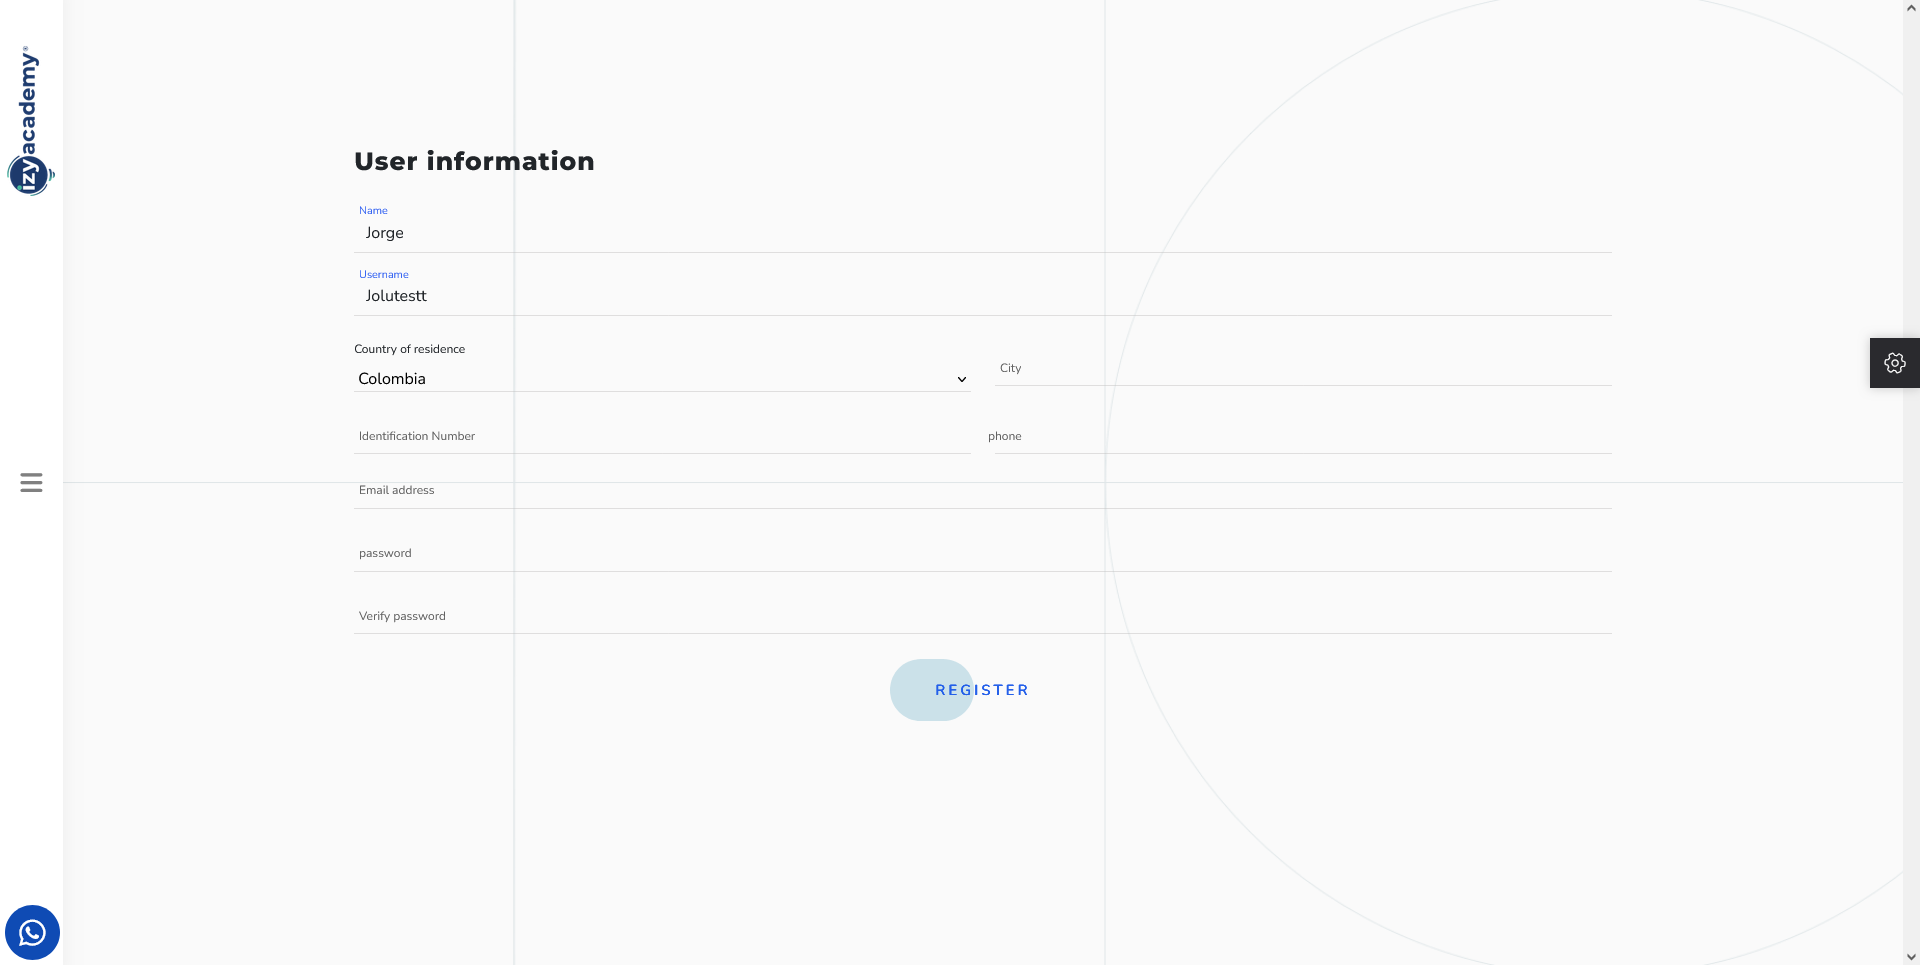 izyacademy®
User information
Name
Jorge
Username
Jolutestt
Country of residence
Colombia
City
Identification Number
phone
Email address
password
Verify password
REGISTER